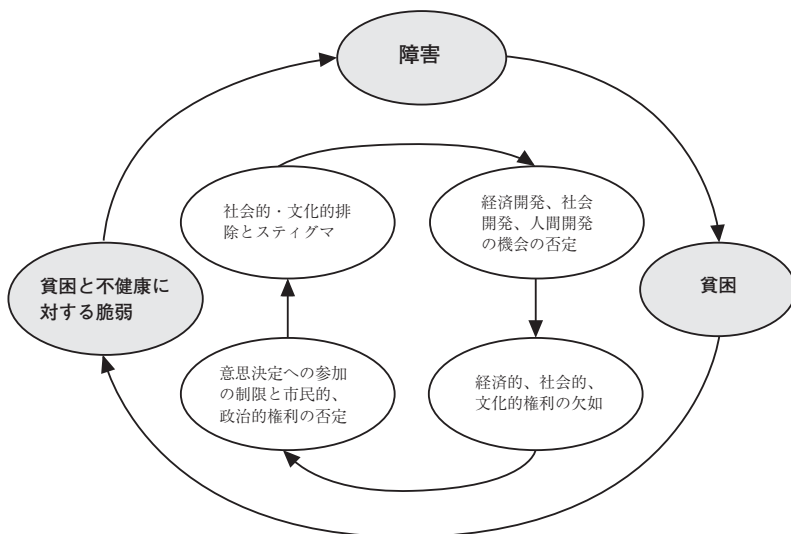 障害
社会的・文化的排
除とスティグマ
経済開発、社会
開発、人間開発
の機会の否定
貧困と不健康に
対する脆弱
貧困
意思決定への参加
の制限と市民的、
政治的権利の否定
経済的、社会的、
文化的権利の欠如